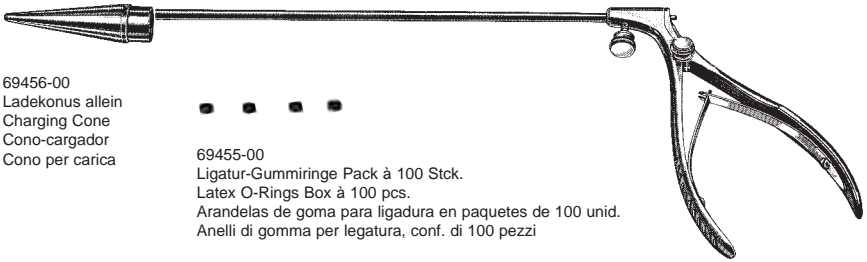 69456-00
Ladekonus allein
Charging Cone
Cono-cargador
Cono per carica
69455-00
Ligatur-Gummiringe Pack à 100 Stck.
Latex O-Rings Box à 100 pcs.
Arandelas de goma para ligadura en paquetes de 100 unid.
Anelli di gomma per legatura, conf. di 100 pezzi